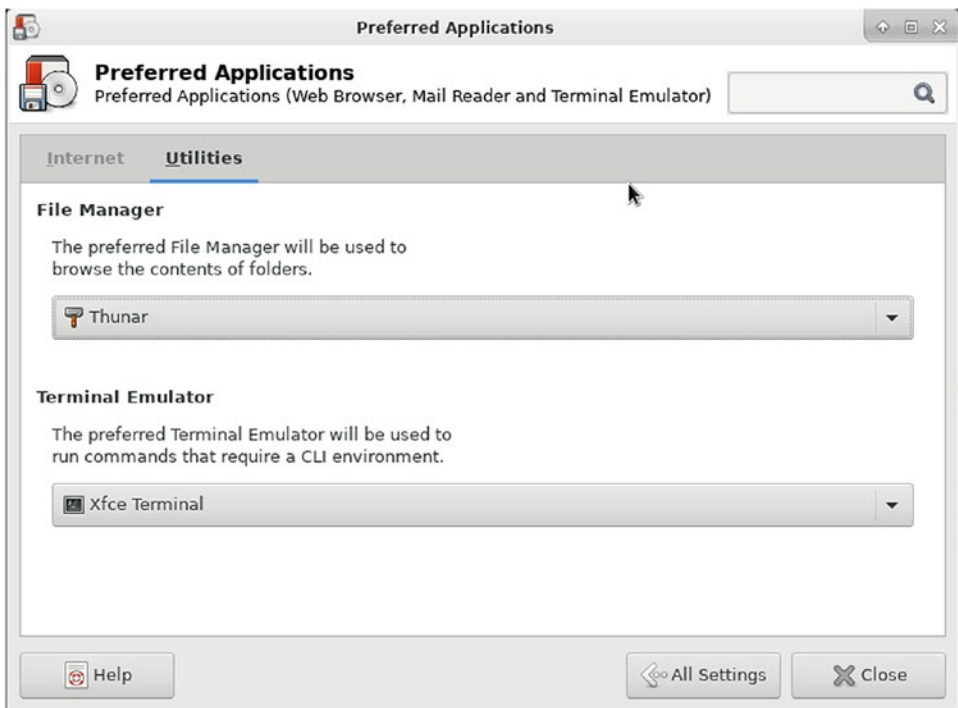 Preferred Applications
Preferred Applications
Preferred Applications (Web Browser, Mail Reader and Terminal Emulator)
Internet Utilities
File Manager
The preferred File Manager will be used to
browse the contents of folders.
Thunar
Terminal Emulator
The preferred Terminal Emulator will be used to
run commands that require a CLI environment.
Xfce Terminal
Help All Settings Close